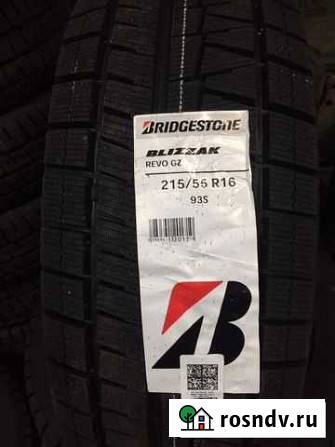 BRIDGESTONE
BLIZZAK
REVO GZ
215/55 R16
93S
rosndv.ru